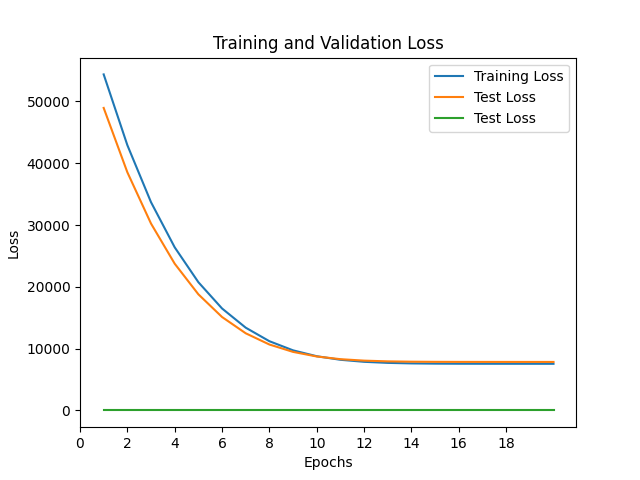 Training and Validation Loss
Training Loss
Test Loss
Test Loss
Loss
50000
40000
30000
20000
10000
0
0 2 4 6 8 10 12 14 16 18
Epochs